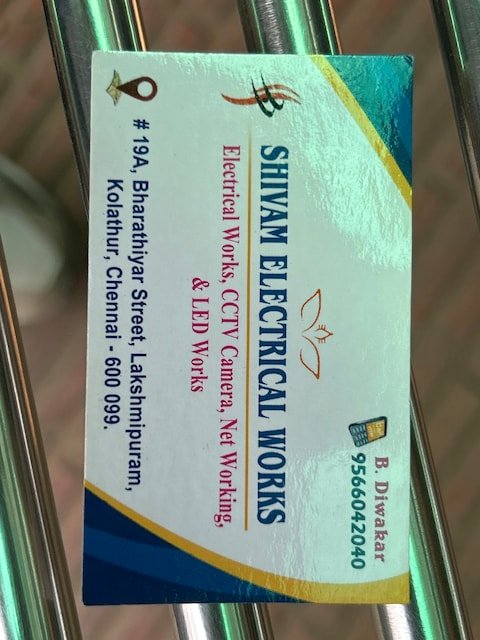 B. Diwakar
9566042040
SHIVAM ELECTRICAL WORKS
Electrical Works, CCTV Camera, Net Working,
& LED Works
# 19A, Bharathiyar Street, Lakshmipuram,
Kolathur, Chennai - 600 099.